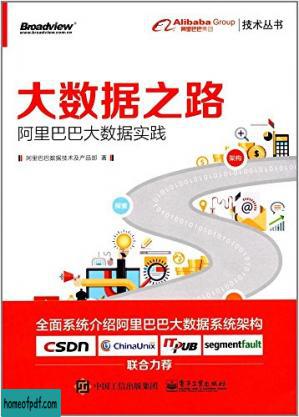 Broadview
www.broadview.com.cn
Alibaba Group
阿里巴巴集团
技术丛书
大数据之路
阿里巴巴大数据实践
阿里巴巴数据技术及产品部 著
架构
探索
全面系统介绍阿里巴巴大数据系统架构
CSDN
ChinaUnix
ITPUB
segmentfault
联合力荐
中国工信出版集团
电子工业出版社
homeofpdf.com